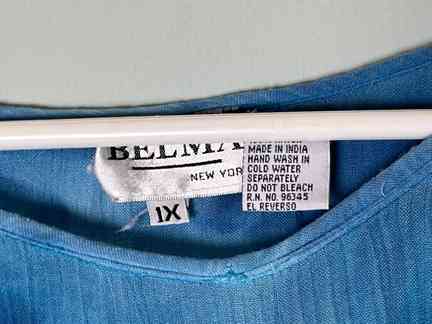 BELMA
NEW YOR
1X
MADE IN INDIA
HAND WASH IN
COLD WATER
SEPARATELY
DO NOT BLEACH
R.N. NO. 96345
EL REVERSO